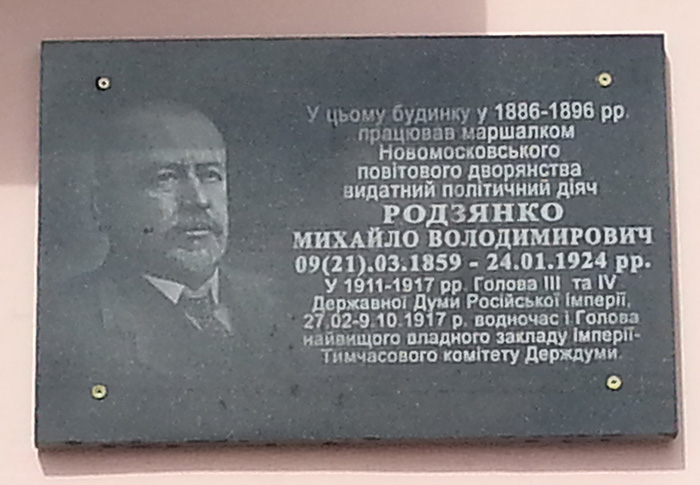 У цьому будинку у 1886-1896 рр.
працював маршалком
Новомосковського
повітового дворянства
видатний політичний діяч
РОДЗЯНКО
МИХАЙЛО ВОЛОДИМИРОВИЧ
09(21).03.1859 - 24.01.1924 рр.
У 1911-1917 рр. Голова III та IV
Державної Думи Російської Імперії,
27.02-9.10.1917 р. водночас і Голова
найвищого владного закладу Імперії-
Тимчасового комітету Держдуми.